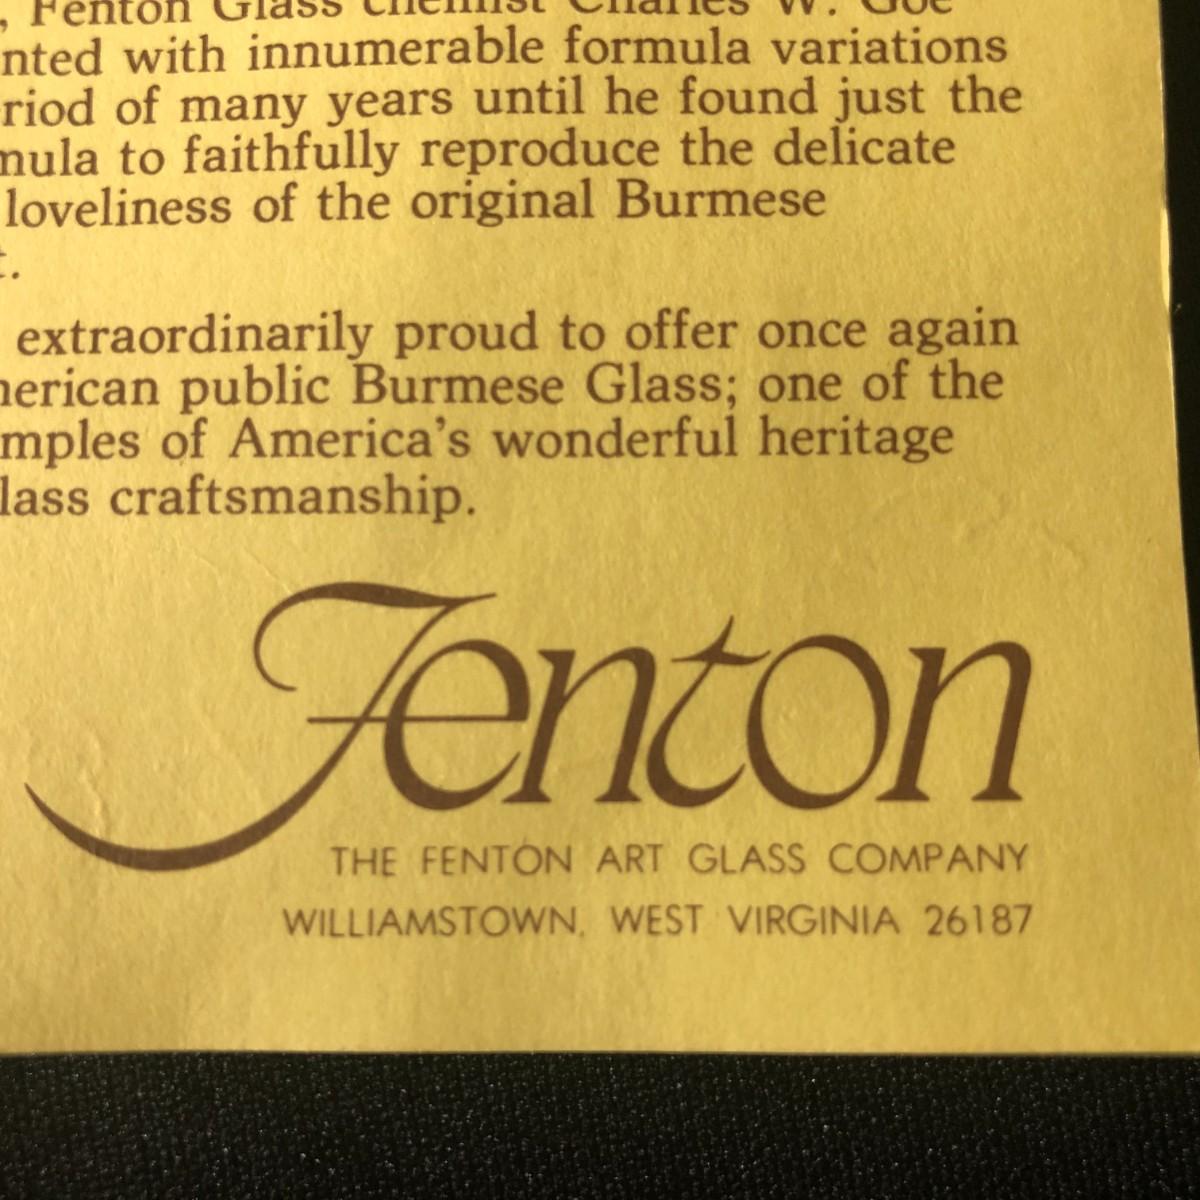 , Fenton Glass chemist Charles W. Goe
nted with innumerable formula variations
riod of many years until he found just the
mula to faithfully reproduce the delicate
loveliness of the original Burmese
t.
extraordinarily proud to offer once again
nerican public Burmese Glass; one of the
mples of America's wonderful heritage
lass craftsmanship.
Fenton
THE FENTON ART GLASS COMPANY
WILLIAMSTOWN, WEST VIRGINIA 26187